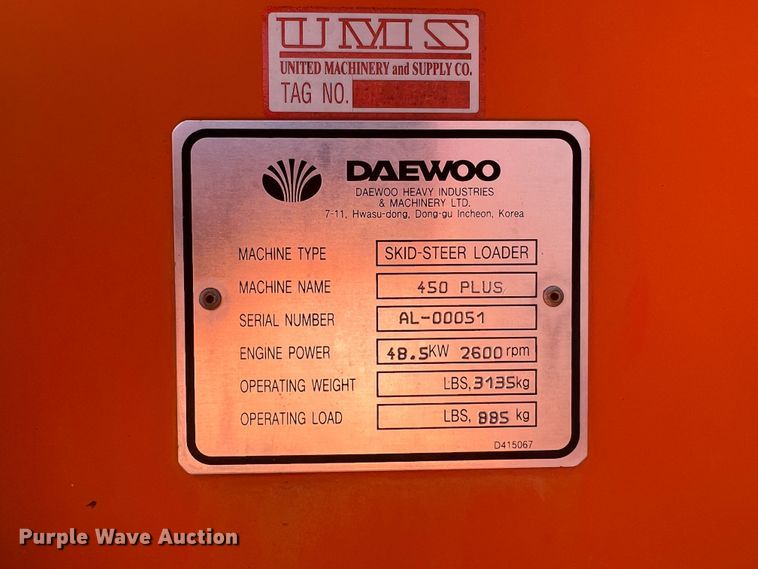 UMS
UNITED MACHINERY and SUPPLY CO.
TAG NO.
DAEWOO
DAEWOO HEAVY INDUSTRIES
& MACHINERY LTD.
7-11, Hwasu-dong, Dong-gu Incheon, Korea
MACHINE TYPE SKID-STEER LOADER
MACHINE NAME 450 PLUS
SERIAL NUMBER AL-00051
ENGINE POWER 48.5KW 2600rpm
OPERATING WEIGHT LBS, 3135kg
OPERATING LOAD LBS, 885 kg
D415067
Purple Wave Auction